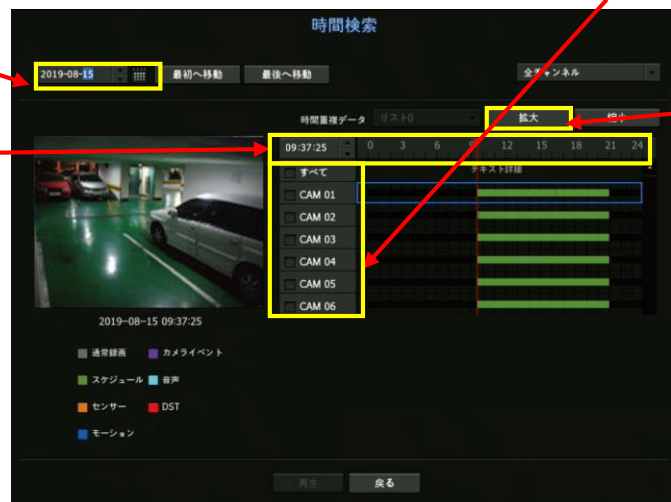 時間検索
2019-08-15 最初へ移動 最後へ移動 全チャンネル
時間重複データ リスト0 拡大 縮小
09:37:25 0 3 6 9 12 15 18 21 24
すべて テキスト詳細
CAM 01
CAM 02
CAM 03
CAM 04
CAM 05
CAM 06
2019-08-15 09:37:25
通常録画 カメライベント
スケジュール 音声
センサー DST
モーション
再生 戻る